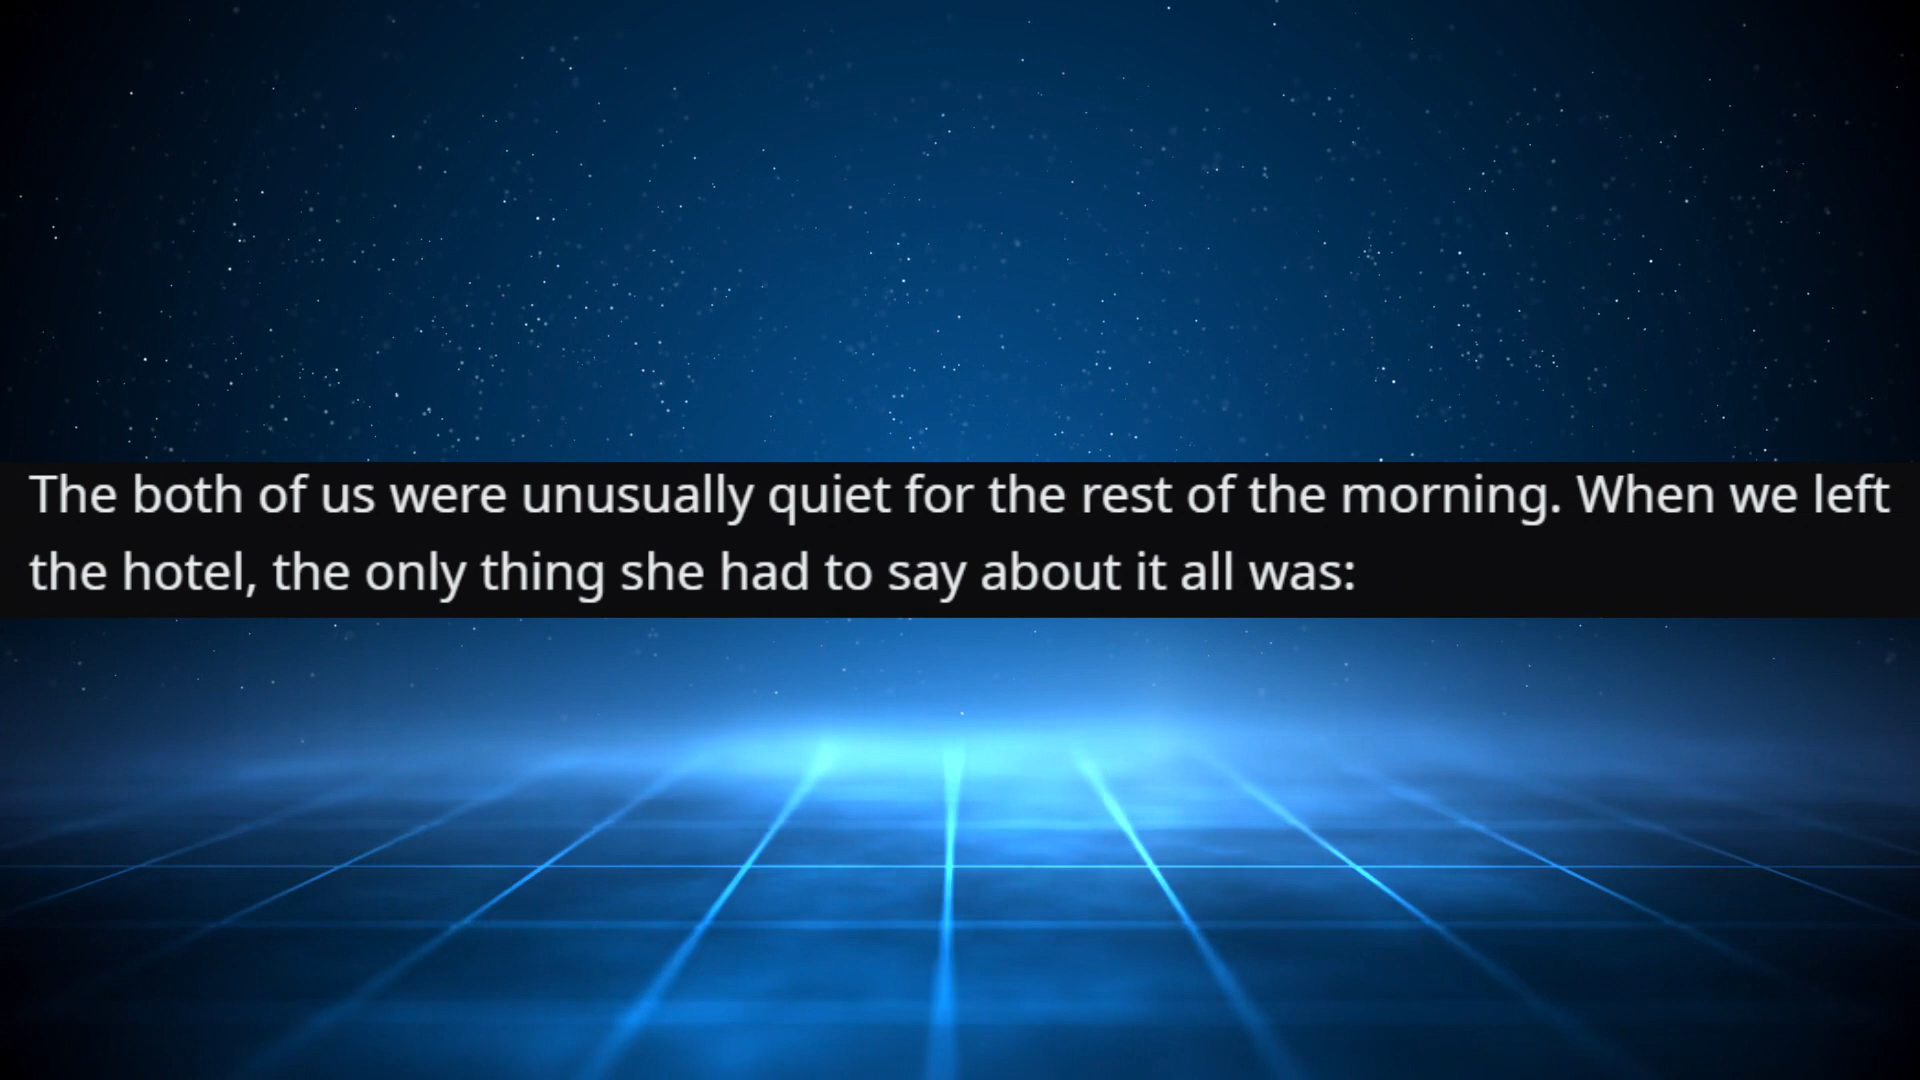 The both of us were unusually quiet for the rest of the morning. When we left
the hotel, the only thing she had to say about it all was: